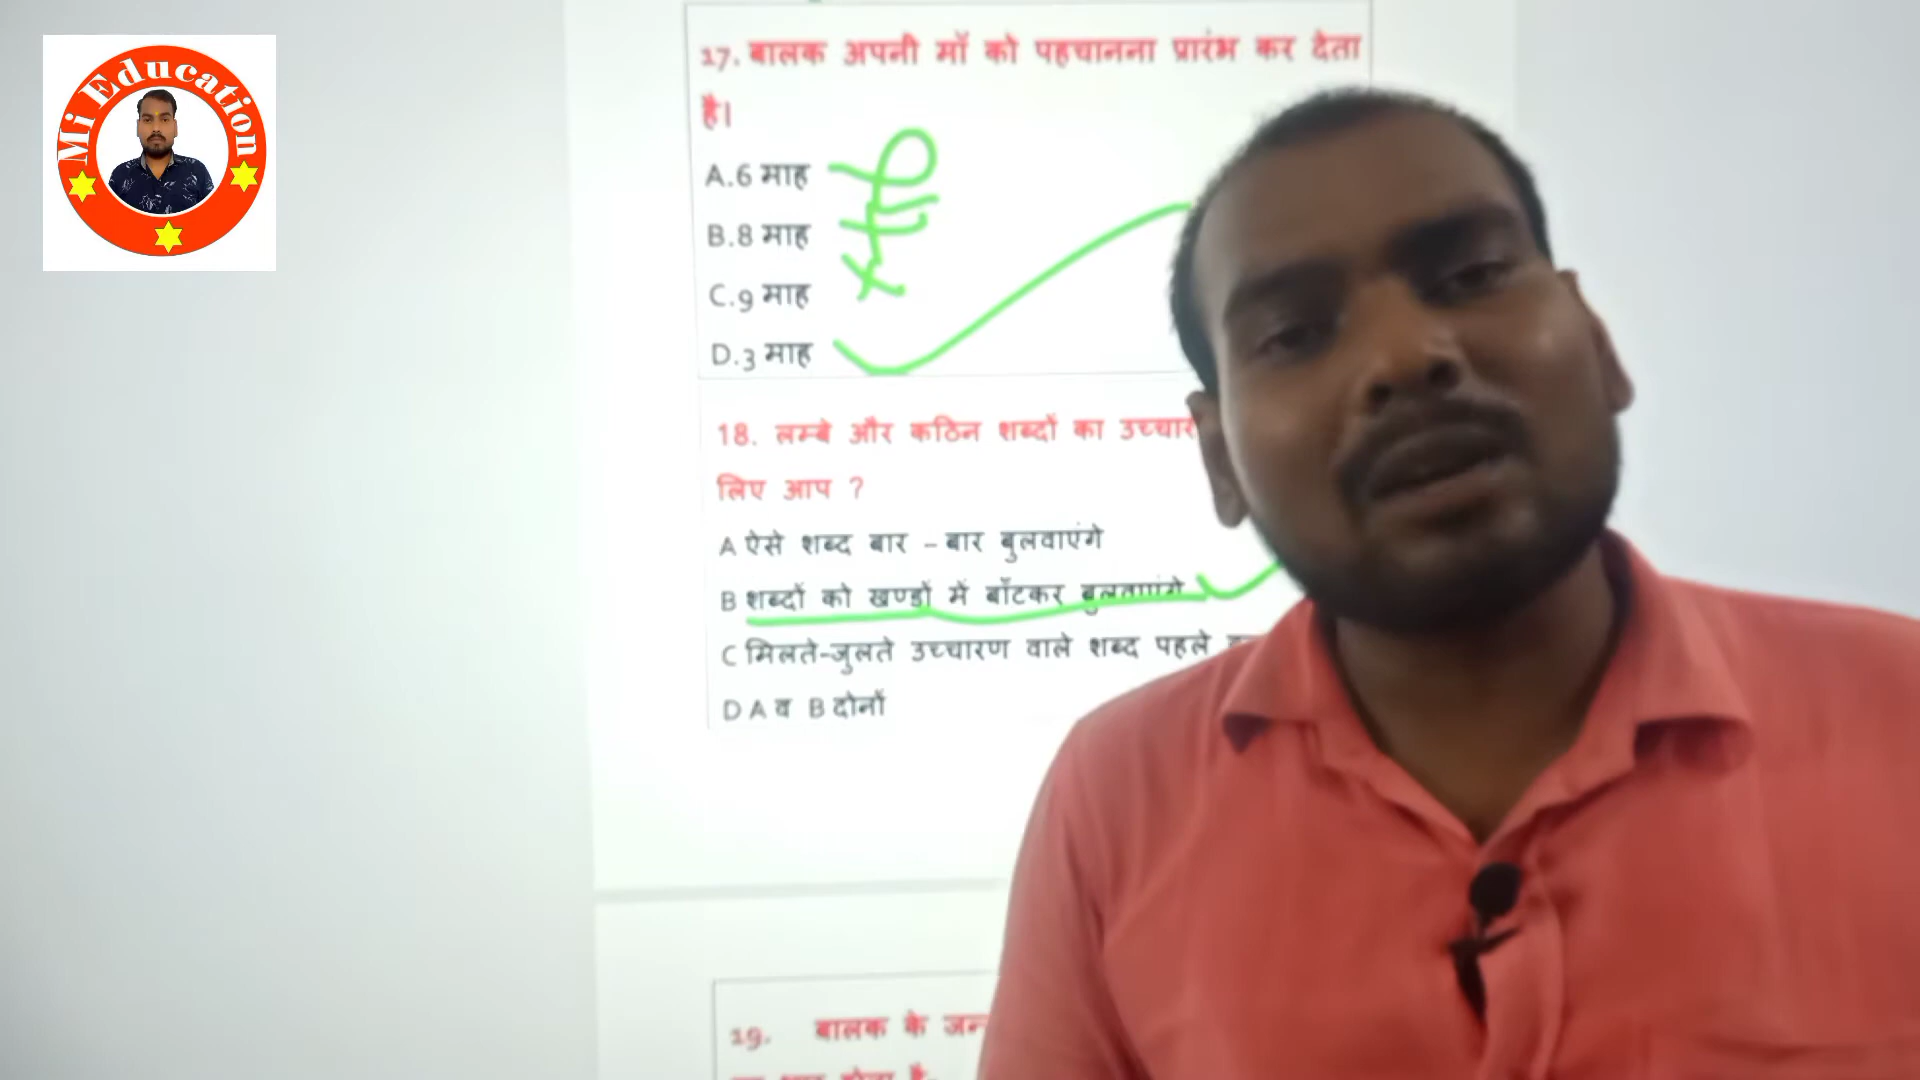 Mi Education
17. बालक अपनी माँ को पहचानना प्रारंभ कर देता
है।
A.6 माह
B.8 माह
C.9 माह
D.3 माह
18. लम्बे और कठिन शब्दों का
लिए आप ?
A ऐसे शब्द बार – बार बुलवाएंगे
B शब्दों को खण्डों में बाँटकर बुलवाएंगे
C मिलते-जुलते उच्चारण वाले शब्द पहले
D A व B दोनों
19. बालक के